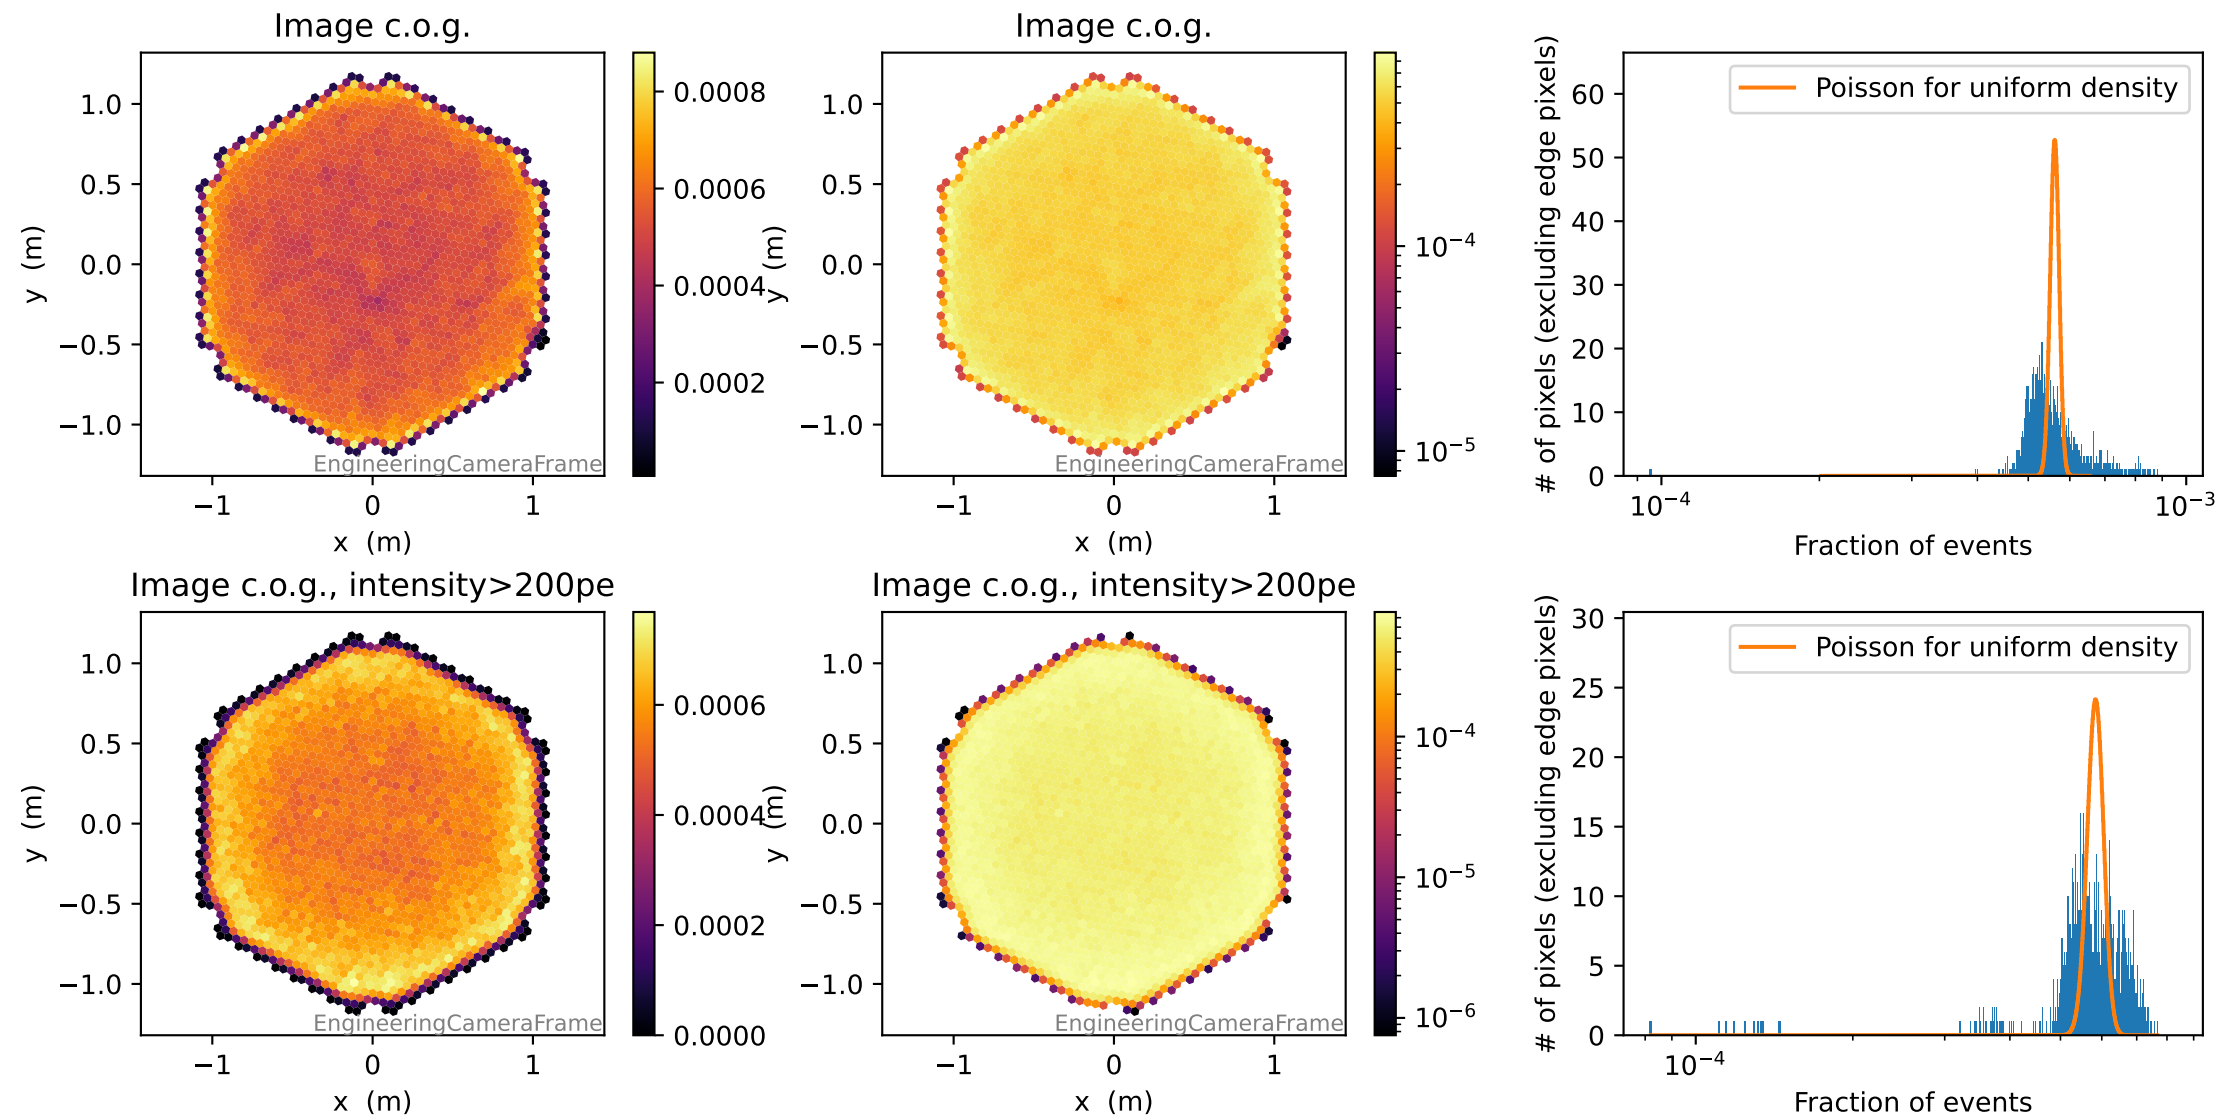 Image c.o.g.
y (m)
1.0
0.5
0.0
−0.5
−1.0
−1
0
1
x (m)
EngineeringCameraFrame
0.0008
0.0006
0.0004
0.0002
Image c.o.g.
y (m)
1.0
0.5
0.0
−0.5
−1.0
−1
0
1
x (m)
EngineeringCameraFrame
10⁻⁴
10⁻⁵
# of pixels (excluding edge pixels)
60
50
40
30
20
10
0
Poisson for uniform density
10⁻⁴
10⁻³
Fraction of events
Image c.o.g., intensity>200pe
y (m)
1.0
0.5
0.0
−0.5
−1.0
−1
0
1
x (m)
EngineeringCameraFrame
0.0006
0.0004
0.0002
0.0000
Image c.o.g., intensity>200pe
y (m)
1.0
0.5
0.0
−0.5
−1.0
−1
0
1
x (m)
EngineeringCameraFrame
10⁻⁴
10⁻⁵
10⁻⁶
# of pixels (excluding edge pixels)
30
25
20
15
10
5
0
Poisson for uniform density
10⁻⁴
Fraction of events